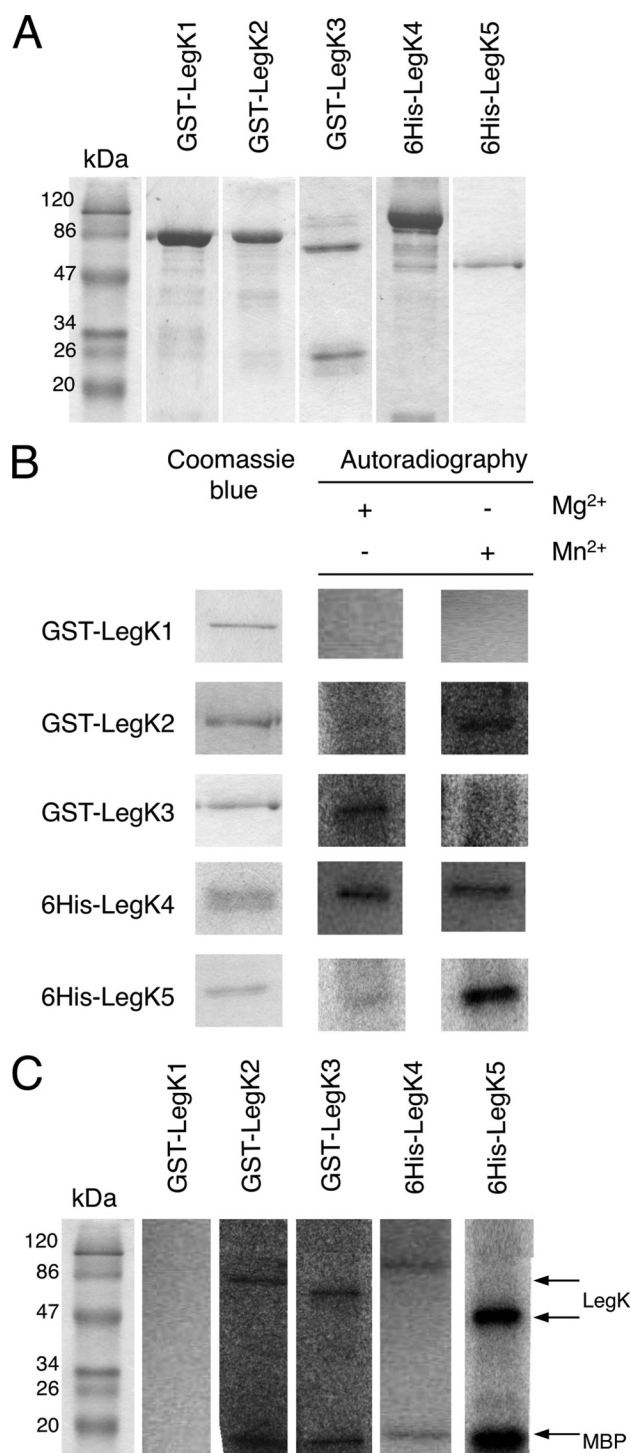 A
kDa
GST-LegK1
GST-LegK2
GST-LegK3
6His-LegK4
6His-LegK5
120
86
47
34
26
20
B
Coomassie blue
Autoradiography
+ - Mg2+
- + Mn2+
GST-LegK1
GST-LegK2
GST-LegK3
6His-LegK4
6His-LegK5
C
kDa
GST-LegK1
GST-LegK2
GST-LegK3
6His-LegK4
6His-LegK5
120
86
47
34
26
20
LegK
MBP